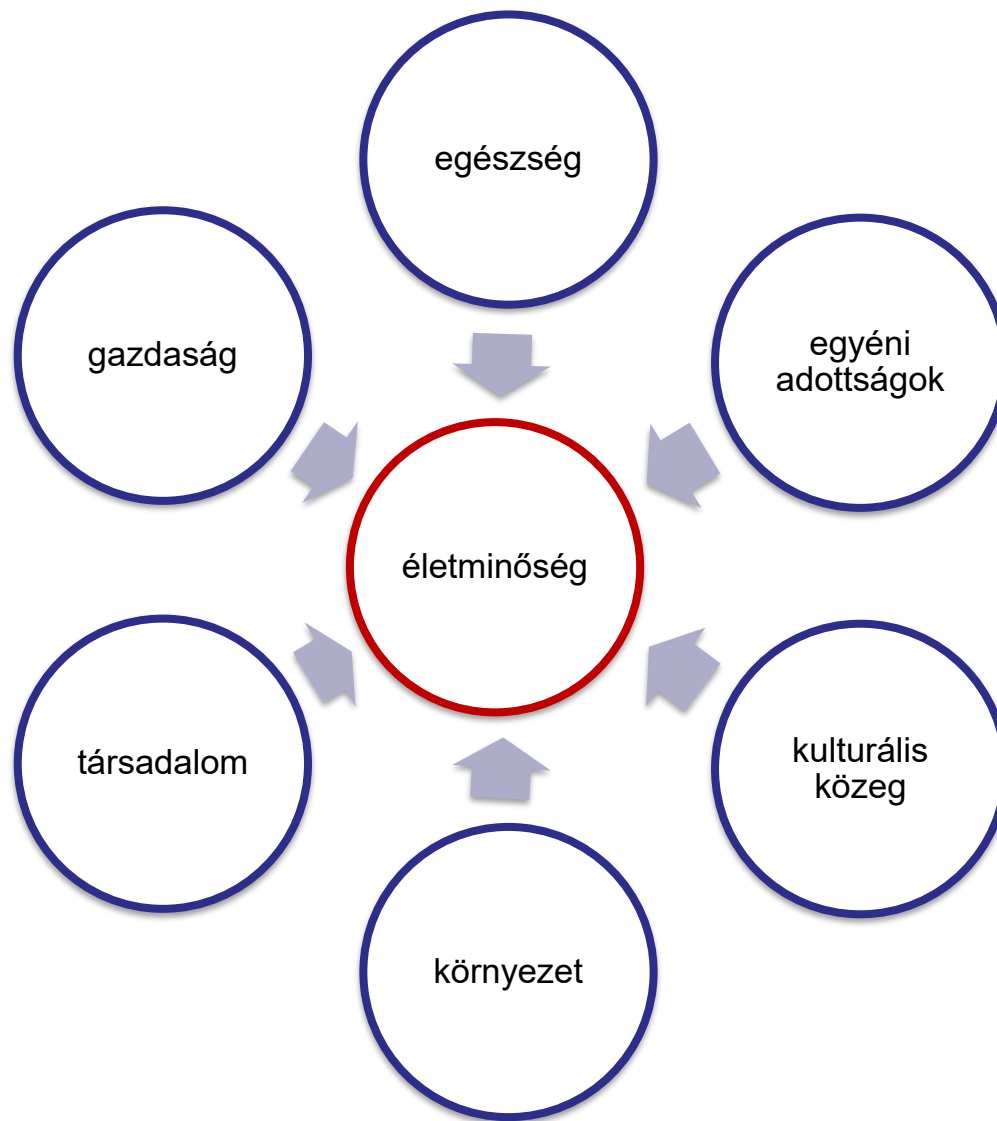 egészség
gazdaság
egyéni
adottságok
életminőség
társadalom
kulturális
közeg
környezet